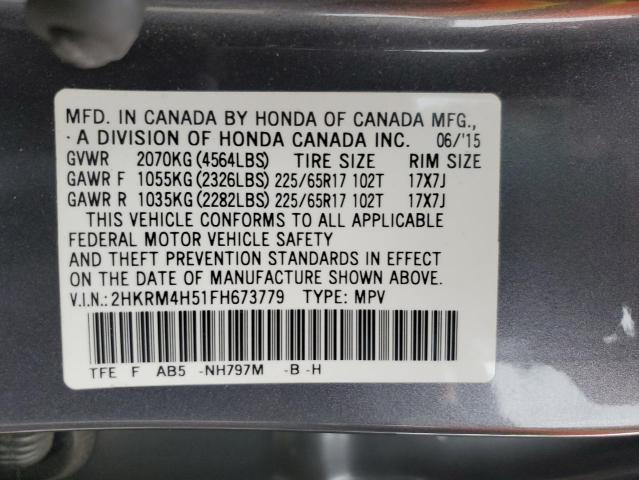 MFD. IN CANADA BY HONDA OF CANADA MFG.,
· A DIVISION OF HONDA CANADA INC. 06/'15
GVWR 2070KG (4564LBS) TIRE SIZE RIM SIZE
GAWR F 1055KG (2326LBS) 225/65R17 102T 17X7J
GAWR R 1035KG (2282LBS) 225/65R17 102T 17X7J
THIS VEHICLE CONFORMS TO ALL APPLICABLE
FEDERAL MOTOR VEHICLE SAFETY
AND THEFT PREVENTION STANDARDS IN EFFECT
ON THE DATE OF MANUFACTURE SHOWN ABOVE.
V.I.N.: 2HKRM4H51FH673779 TYPE: MPV
TFE F AB5 -NH797M -B -H